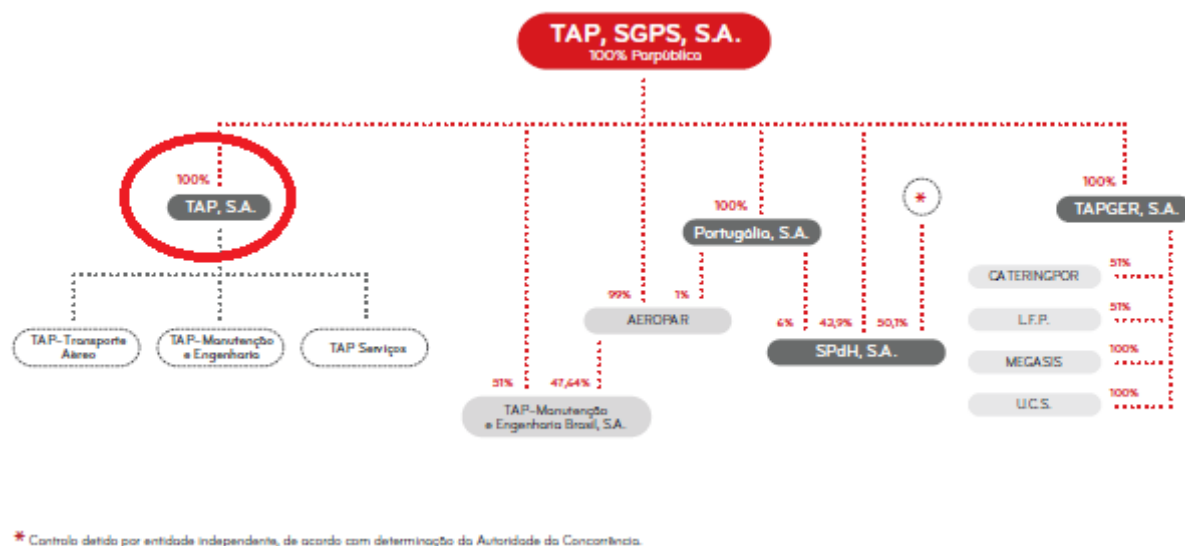 TAP, SGPS, S.A.
100% Parpública
100%
TAP, S.A.
TAP-Transporte
Aéreo
TAP-Manutenção
e Engenharia
TAP Serviços
99%
1%
AEROPAR
51%
47,64%
TAP-Manutenção
e Engenharia Brasil, S.A.
100%
Portugália, S.A.
*
6%
43,9%
50,1%
SPdH, S.A.
100%
TAPGER, S.A.
CATERINGPOR
51%
L.F.P.
51%
MEGASIS
100%
U.C.S.
100%
* Controlo detido por entidade independente, de acordo com determinação da Autoridade da Concorrência.